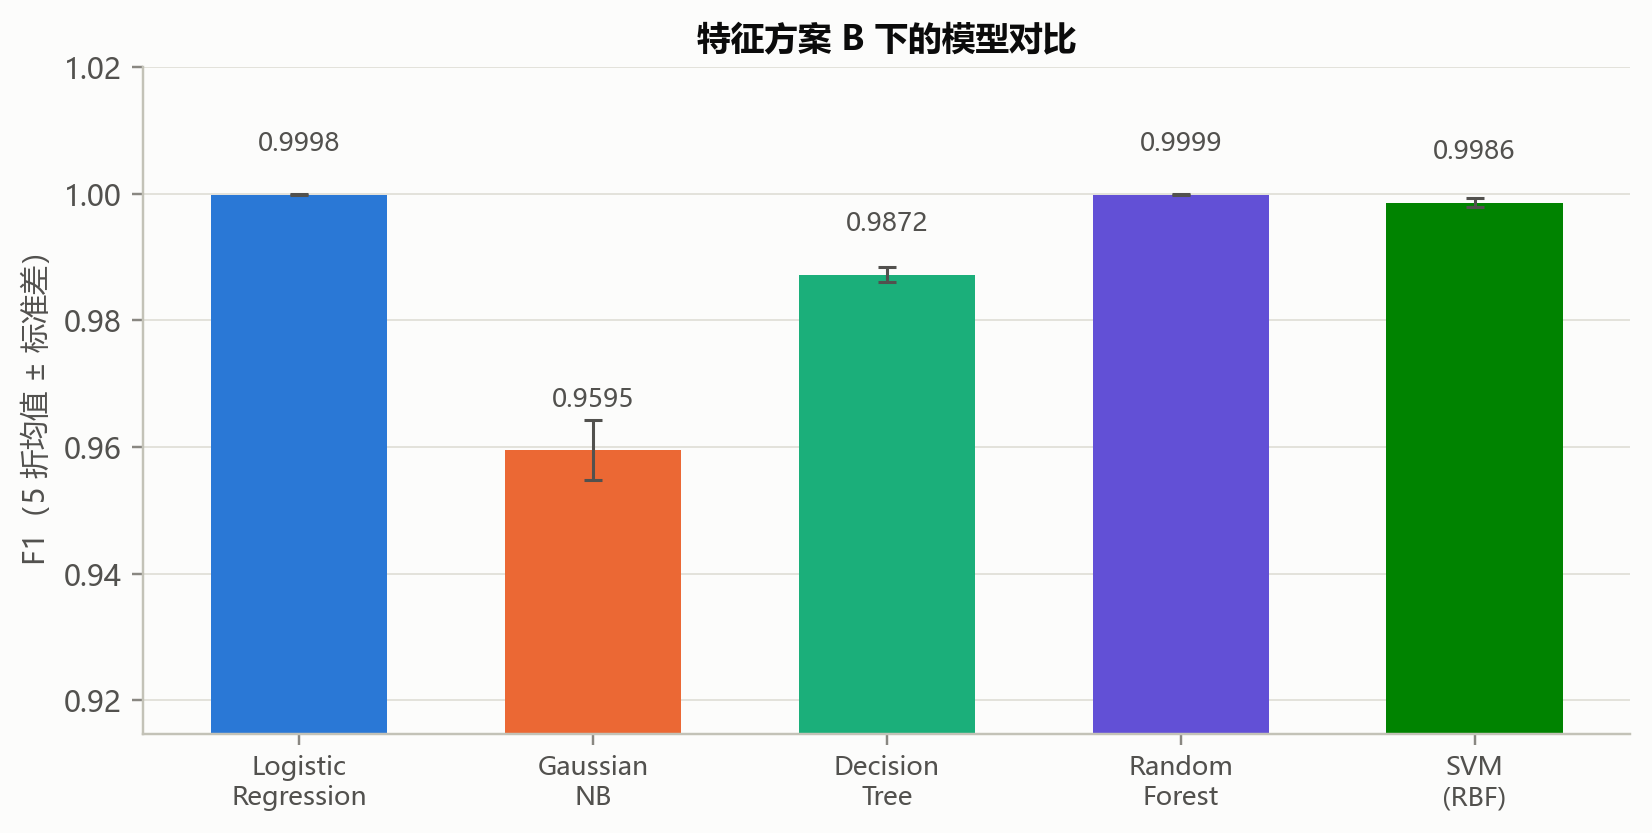 特征方案 B 下的模型对比
F1（5 折均值 ± 标准差）
1.02
1.00
0.98
0.96
0.94
0.92
0.9998
0.9595
0.9872
0.9999
0.9986
Logistic
Regression
Gaussian
NB
Decision
Tree
Random
Forest
SVM
(RBF)